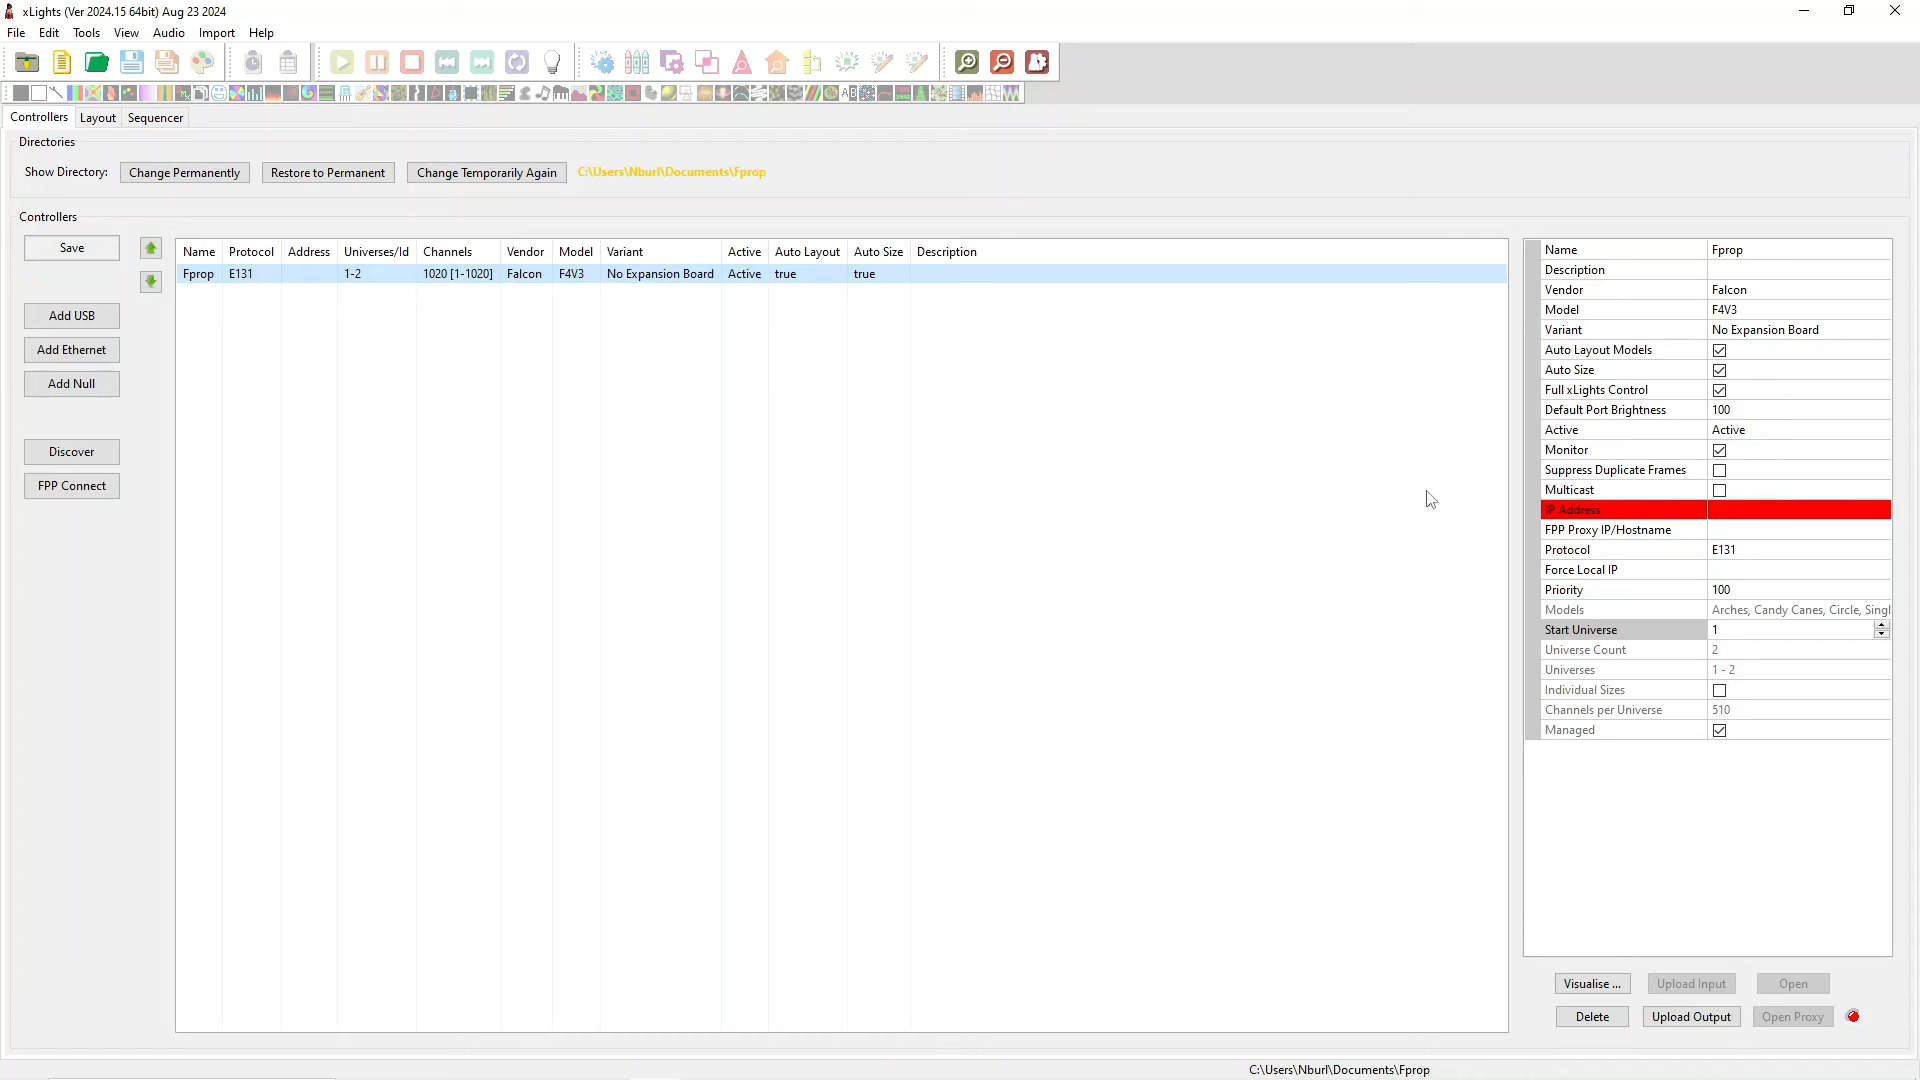 xLights (Ver 2024.15 64bit) Aug 23 2024
File Edit Tools View Audio Import Help
Controllers Layout Sequencer
Directories
Show Directory: Change Permanently Restore to Permanent Change Temporarily Again C:\Users\Nburl\Documents\Fprop
Controllers
Save
Add USB
Add Ethernet
Add Null
Discover
FPP Connect
Name Protocol Address Universes/Id Channels Vendor Model Variant Active Auto Layout Auto Size Description
Fprop E131 1-2 1020 [1-1020] Falcon F4V3 No Expansion Board Active true true
Name Fprop
Description
Vendor Falcon
Model F4V3
Variant No Expansion Board
Auto Layout Models
Auto Size
Full xLights Control
Default Port Brightness 100
Active Active
Monitor
Suppress Duplicate Frames
Multicast
IP Address
FPP Proxy IP/Hostname
Protocol E131
Force Local IP
Priority 100
Models Arches, Candy Canes, Circle, Singl
Start Universe 1
Universe Count 2
Universes 1 - 2
Individual Sizes
Channels per Universe 510
Managed
Visualise ... Upload Input Open
Delete Upload Output Open Proxy
C:\Users\Nburl\Documents\Fprop